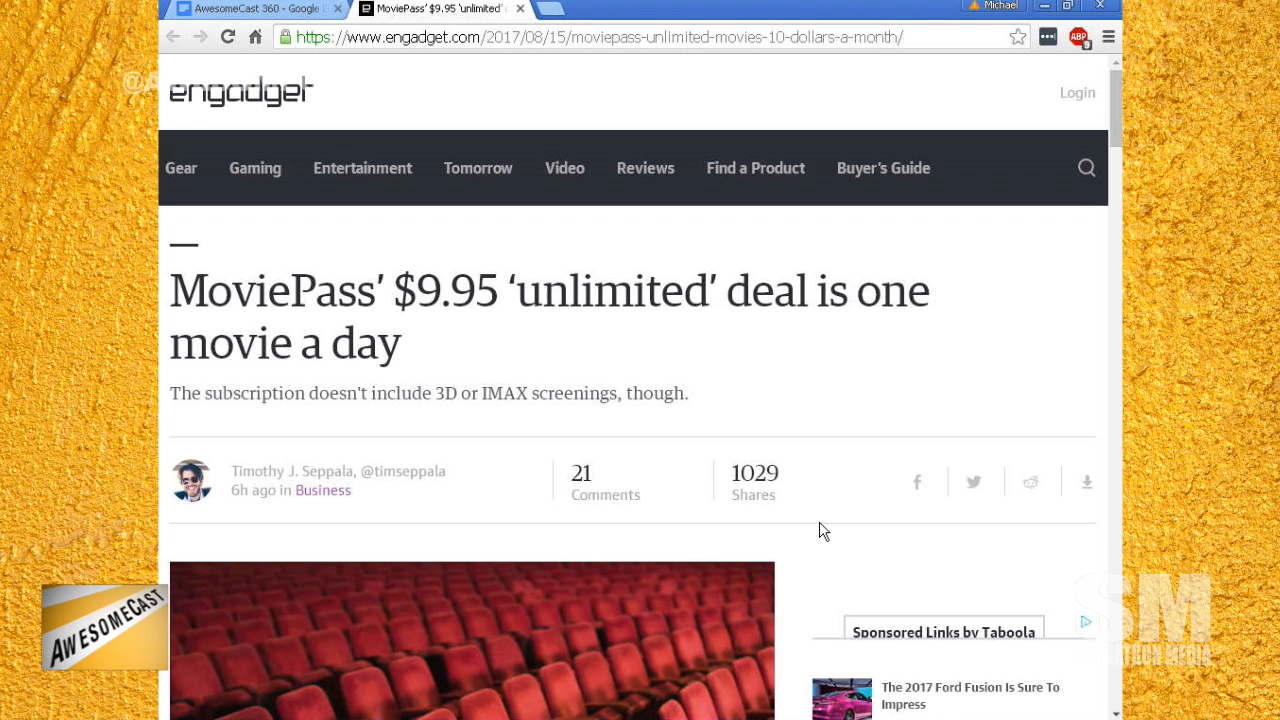 AwesomeCast 360 - Google
MoviePass' $9.95 'unlimited'
Michael
https://www.engadget.com/2017/08/15/moviepass-unlimited-movies-10-dollars-a-month/
ABP
9
engadget
Login
Gear Gaming Entertainment Tomorrow Video Reviews Find a Product Buyer's Guide
MoviePass' $9.95 ‘unlimited’ deal is one
movie a day
The subscription doesn't include 3D or IMAX screenings, though.
Timothy J. Seppala, @timseppala
6h ago in Business
21
Comments
1029
Shares
AWESOMECAST
SM
Sponsored Links by Taboola
The 2017 Ford Fusion Is Sure To
Impress